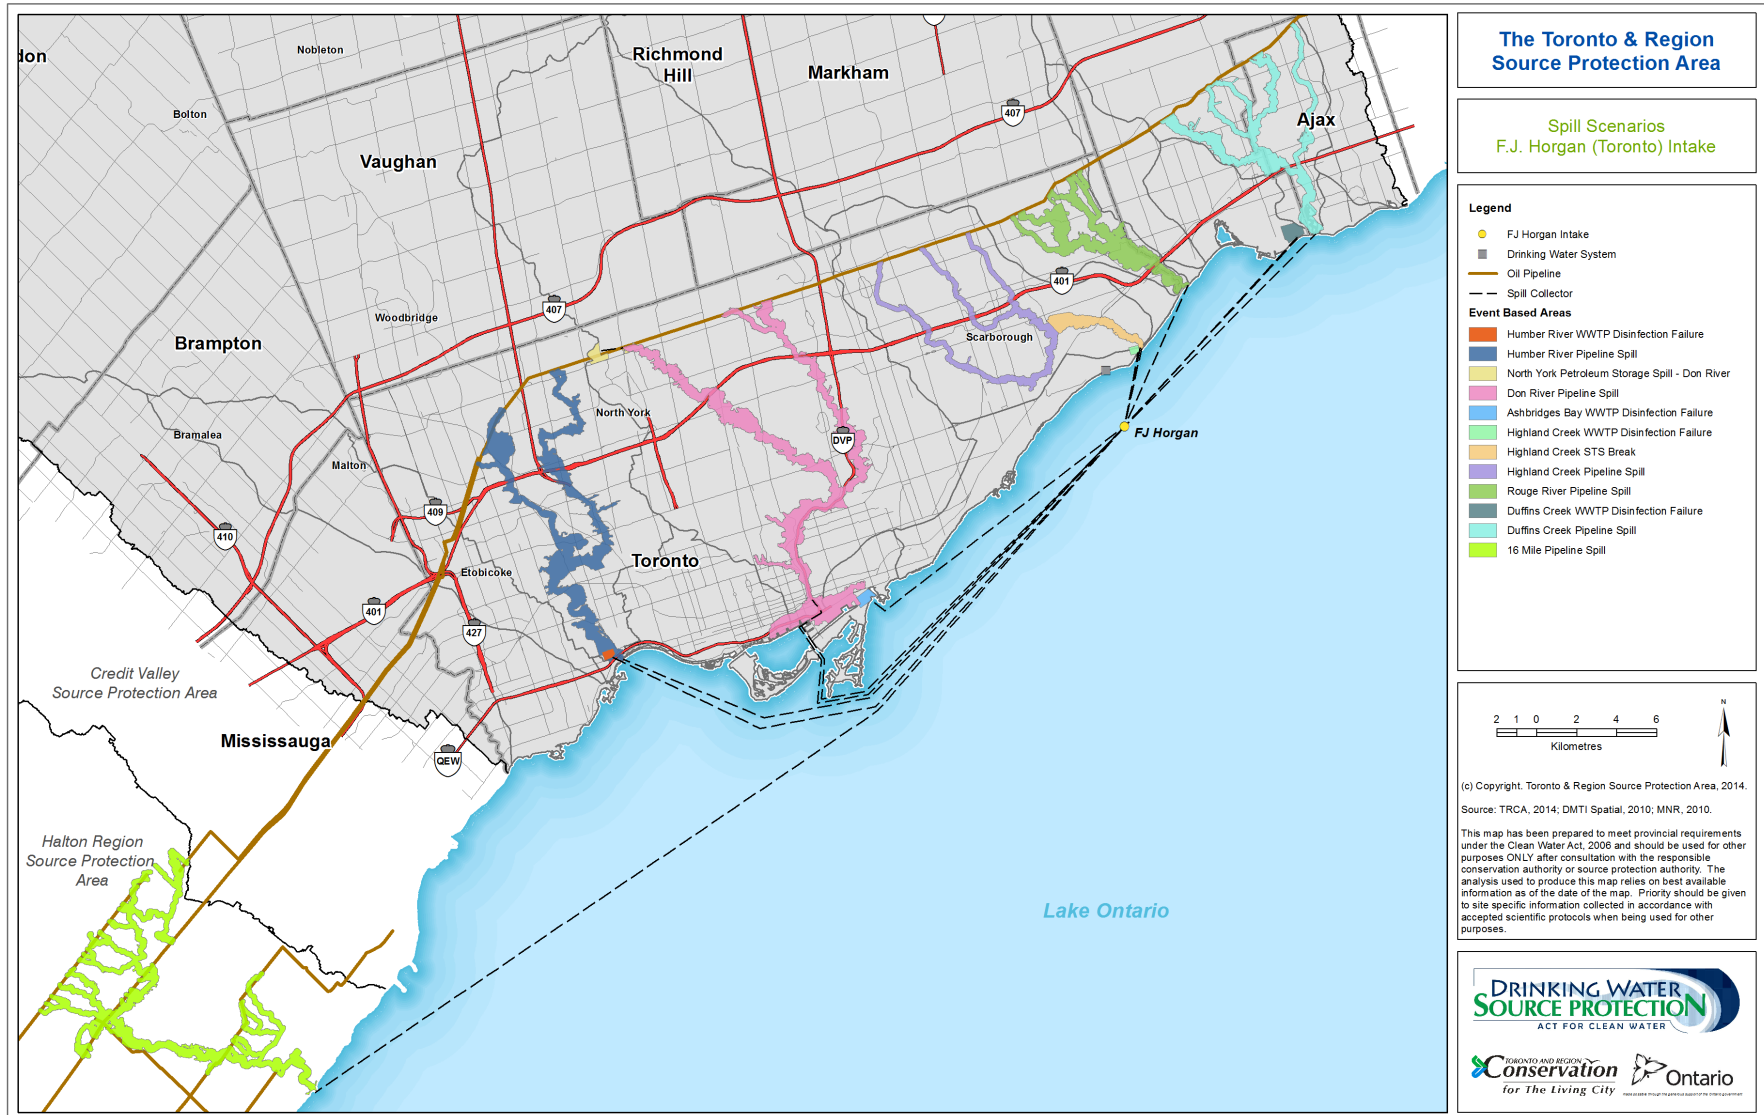 The Toronto & Region
Source Protection Area
Spill Scenarios
F.J. Horgan (Toronto) Intake
Legend
FJ Horgan Intake
Drinking Water System
Oil Pipeline
Spill Collector
Event Based Areas
Humber River WWTP Disinfection Failure
Humber River Pipeline Spill
North York Petroleum Storage Spill - Don River
Don River Pipeline Spill
Ashbridges Bay WWTP Disinfection Failure
Highland Creek WWTP Disinfection Failure
Highland Creek STS Break
Highland Creek Pipeline Spill
Rouge River Pipeline Spill
Duffins Creek WWTP Disinfection Failure
Duffins Creek Pipeline Spill
16 Mile Pipeline Spill
2 1 0 2 4 6
Kilometres
N
(c) Copyright. Toronto & Region Source Protection Area, 2014.
Source: TRCA, 2014; DMTI Spatial, 2010; MNR, 2010.
This map has been prepared to meet provincial requirements
under the Clean Water Act, 2006 and should be used for other
purposes ONLY after consultation with the responsible
conservation authority or source protection authority. The
analysis used to produce this map relies on best available
information as of the date of the map. Priority should be given
to site specific information collected in accordance with
accepted scientific protocols when being used for other
purposes.
DRINKING WATER
SOURCE PROTECTION
ACT FOR CLEAN WATER
TORONTO AND REGION
Conservation
for The Living City
Ontario
don
Nobleton
Richmond
Hill
Markham
Bolton
407
Ajax
Vaughan
401
407
Woodbridge
Scarborough
Brampton
North York
FJ Horgan
DVP
Bramalea
Malton
409
410
Toronto
Etobicoke
401
427
Credit Valley
Source Protection Area
Mississauga
QEW
Halton Region
Source Protection
Area
Lake Ontario